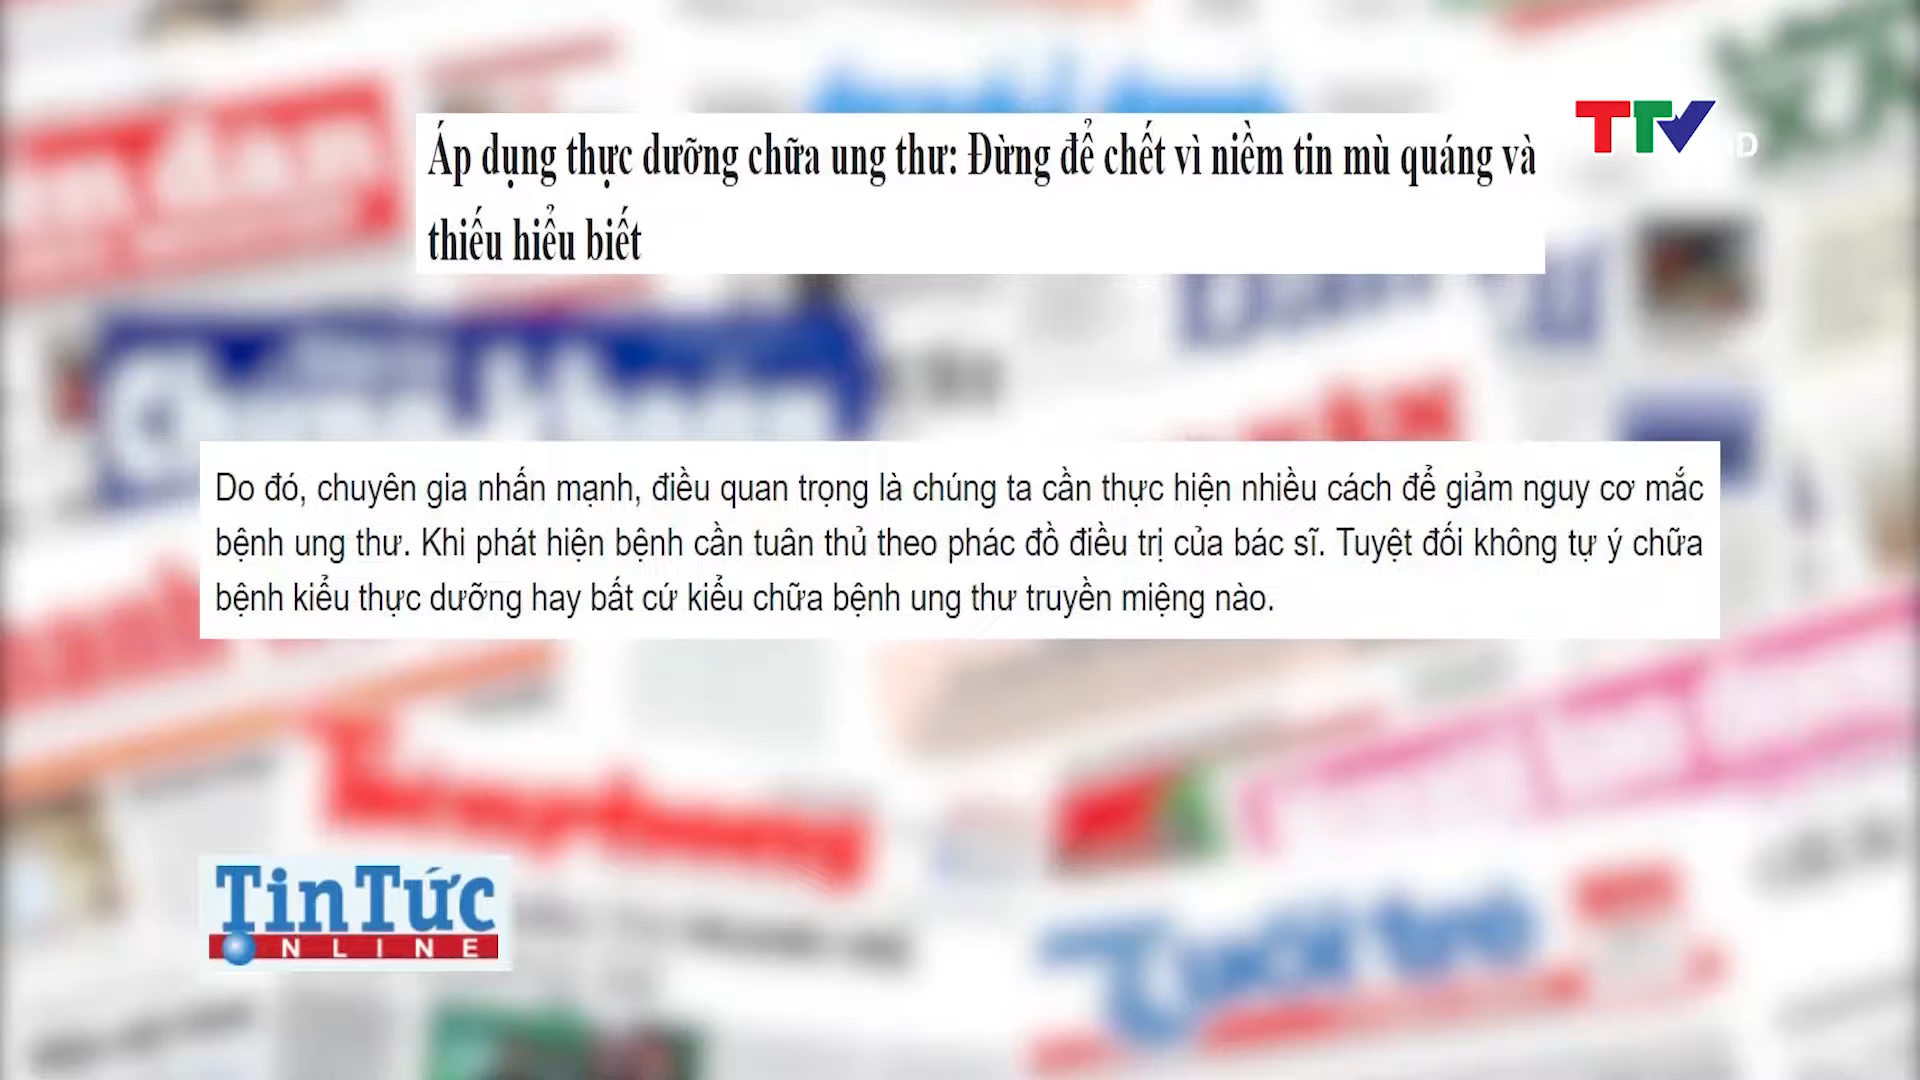 TTV
HD
Áp dụng thực dưỡng chữa ung thư: Đừng để chết vì niềm tin mù quáng và
thiếu hiểu biết
Do đó, chuyên gia nhấn mạnh, điều quan trọng là chúng ta cần thực hiện nhiều cách để giảm nguy cơ mắc
bệnh ung thư. Khi phát hiện bệnh cần tuân thủ theo phác đồ điều trị của bác sĩ. Tuyệt đối không tự ý chữa
bệnh kiểu thực dưỡng hay bất cứ kiểu chữa bệnh ung thư truyền miệng nào.
TinTức
ONLINE
Tuổi trẻ